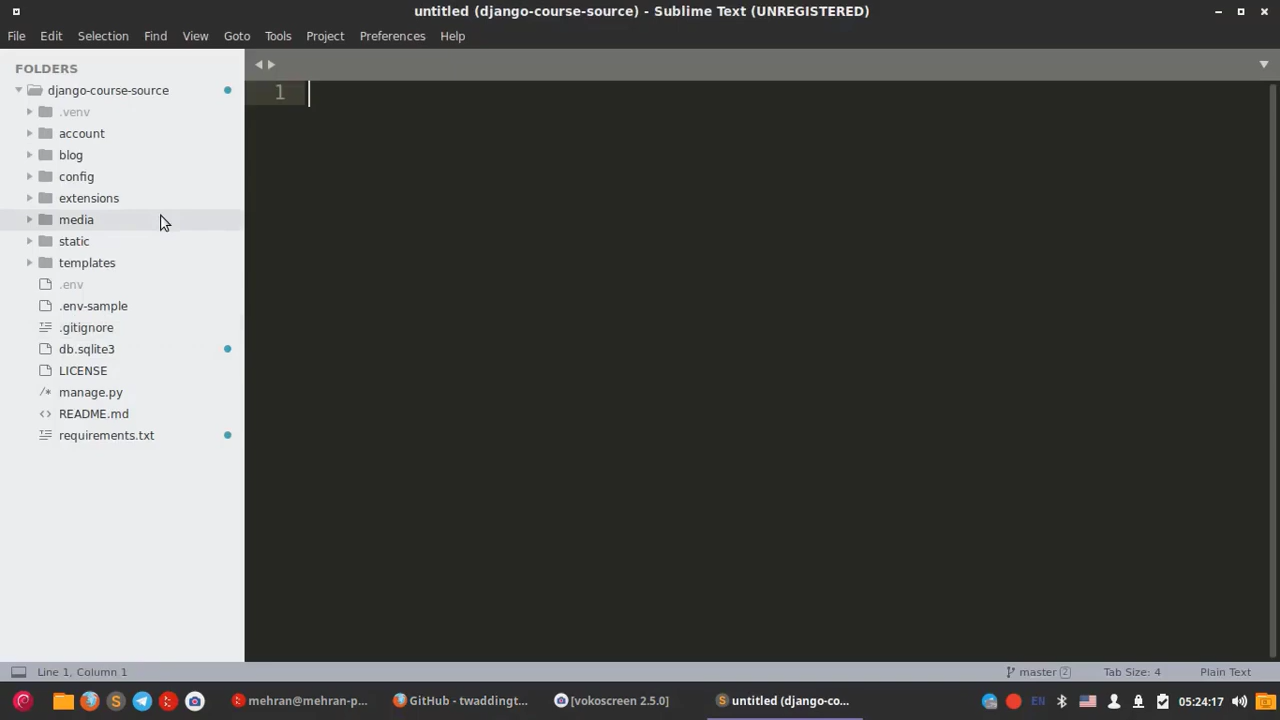 untitled (django-course-source) - Sublime Text (UNREGISTERED)
File Edit Selection Find View Goto Tools Project Preferences Help
FOLDERS
django-course-source
1
.venv
account
blog
config
extensions
media
static
templates
.env
.env-sample
.gitignore
db.sqlite3
LICENSE
manage.py
README.md
requirements.txt
Line 1, Column 1
master 2
Tab Size: 4
Plain Text
mehran@mehran-p...
GitHub - twaddingt...
[vokoscreen 2.5.0]
untitled (django-co...
EN
05:24:17